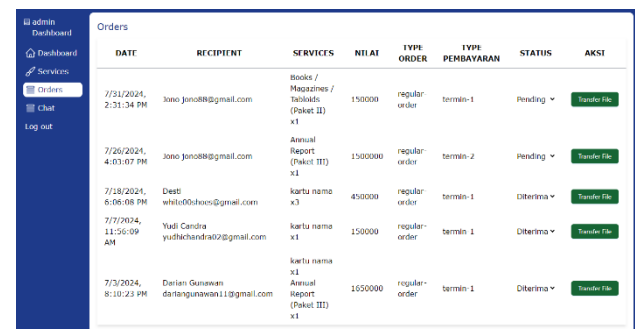 admin
Dashboard
Dashboard
Services
Orders
Chat
Log out
Orders
DATE RECIPIENT SERVICES NILAI TYPE ORDER TYPE PEMBAYARAN STATUS AKSI
7/31/2024, 2:31:34 PM Jono jono88@gmail.com Books / Magazines / Tabloids (Paket II) x1 150000 regular-order termin-1 Pending Transfer File
7/26/2024, 4:03:07 PM Jono jono88@gmail.com Annual Report (Paket III) x1 1500000 regular-order termin-2 Pending Transfer File
7/18/2024, 6:06:08 PM Desti white00shoes@gmail.com kartu nama x3 450000 regular-order termin-1 Diterima Transfer File
7/7/2024, 11:56:09 AM Yudi Candra yudhichandra02@gmail.com kartu nama x1 150000 regular-order termin-1 Diterima Transfer File
7/3/2024, 8:10:23 PM Darian Gunawan dariangunawan11@gmail.com kartu nama x1 Annual Report (Paket III) x1 1650000 regular-order termin-1 Diterima Transfer File